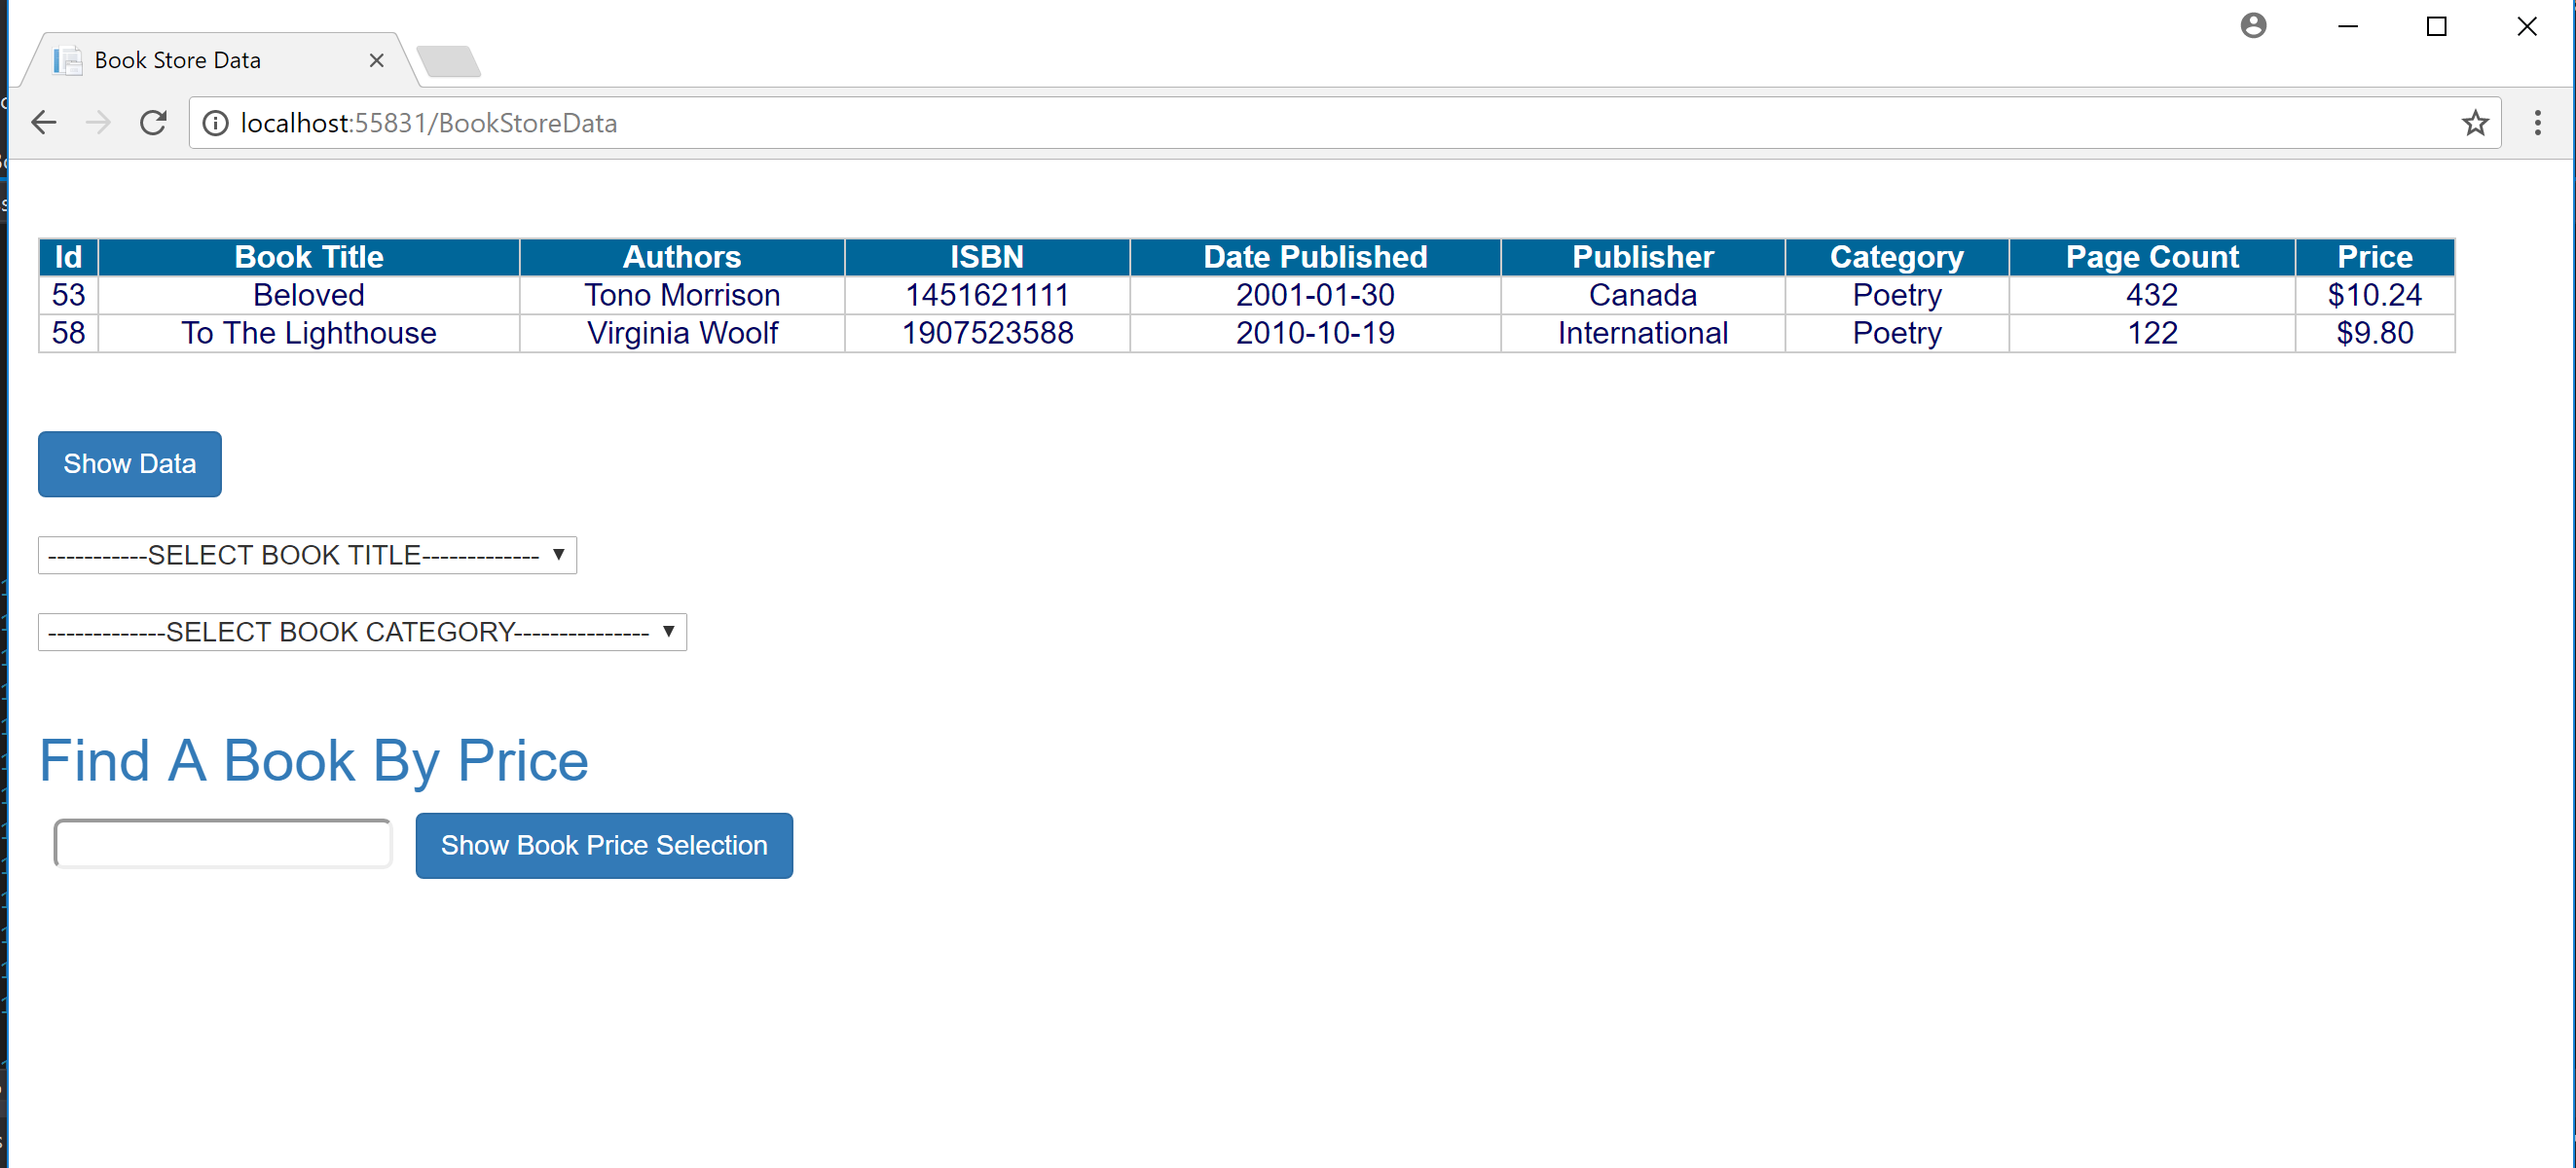 Book Store Data
localhost:55831/BookStoreData
Id Book Title Authors ISBN Date Published Publisher Category Page Count Price
53 Beloved Tono Morrison 1451621111 2001-01-30 Canada Poetry 432 $10.24
58 To The Lighthouse Virginia Woolf 1907523588 2010-10-19 International Poetry 122 $9.80
Show Data
-----------SELECT BOOK TITLE-------------
-------------SELECT BOOK CATEGORY---------------
Find A Book By Price
Show Book Price Selection